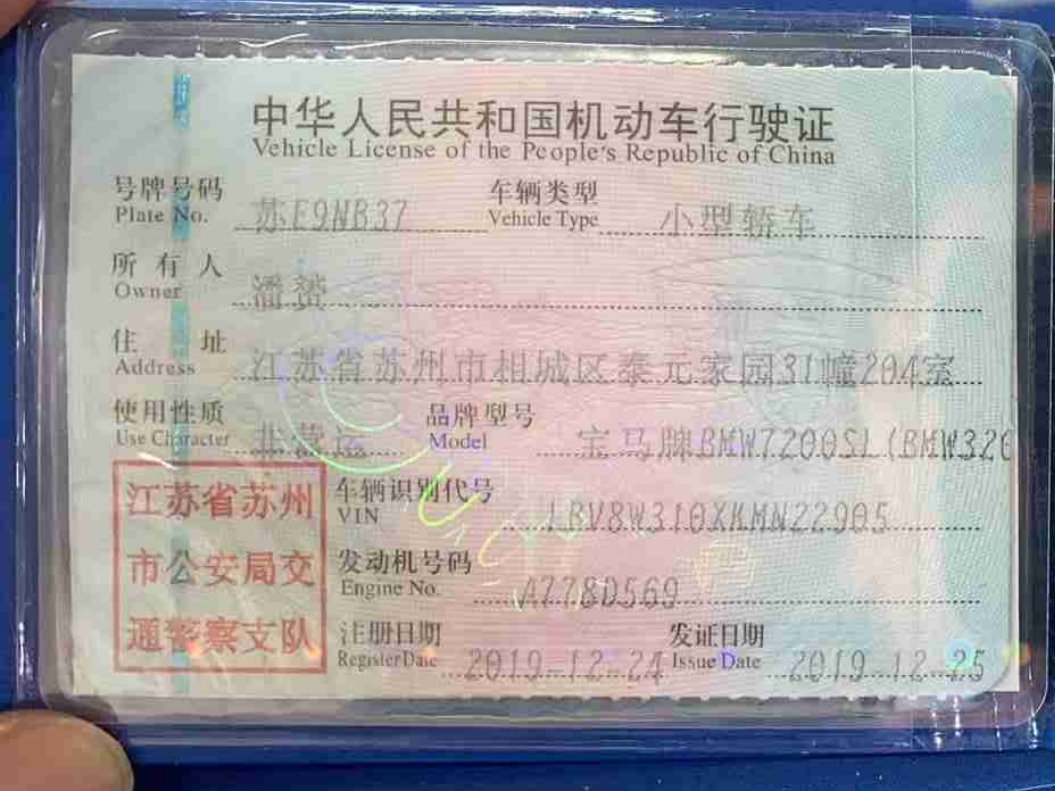 中华人民共和国机动车行驶证
Vehicle License of the People's Republic of China
号牌号码 苏E9NB37 车辆类型 小型轿车
Plate No. Vehicle Type
所有人 潘赟
Owner
住址 江苏省苏州市相城区泰元家园31幢204室
Address
使用性质 非营运 品牌型号 宝马牌BMW7200SL(BMW320
Use Character Model
江苏省苏州 车辆识别代号 LBV8W310XKMN22905
VIN
市公安局交 发动机号码 A778D569
Engine No.
通警察支队 注册日期 2019-12-24 发证日期 2019-12-25
Register Date Issue Date